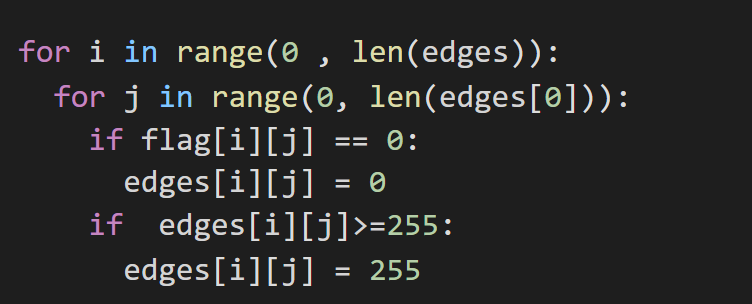 for i in range(0 , len(edges)):
  for j in range(0, len(edges[0])):
    if flag[i][j] == 0:
      edges[i][j] = 0
    if  edges[i][j]>=255:
      edges[i][j] = 255